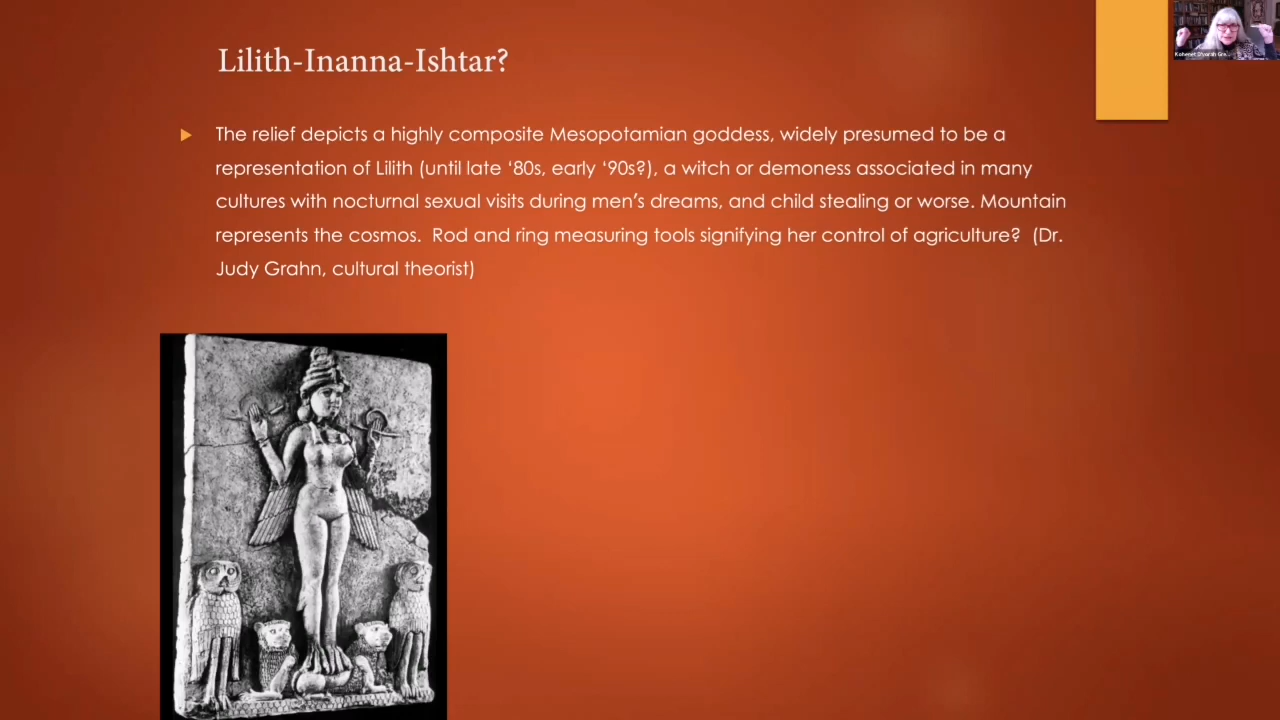 Lilith-Inanna-Ishtar?
The relief depicts a highly composite Mesopotamian goddess, widely presumed to be a
representation of Lilith (until late ‘80s, early ‘90s?), a witch or demoness associated in many
cultures with nocturnal sexual visits during men’s dreams, and child stealing or worse. Mountain
represents the cosmos.  Rod and ring measuring tools signifying her control of agriculture?  (Dr.
Judy Grahn, cultural theorist)